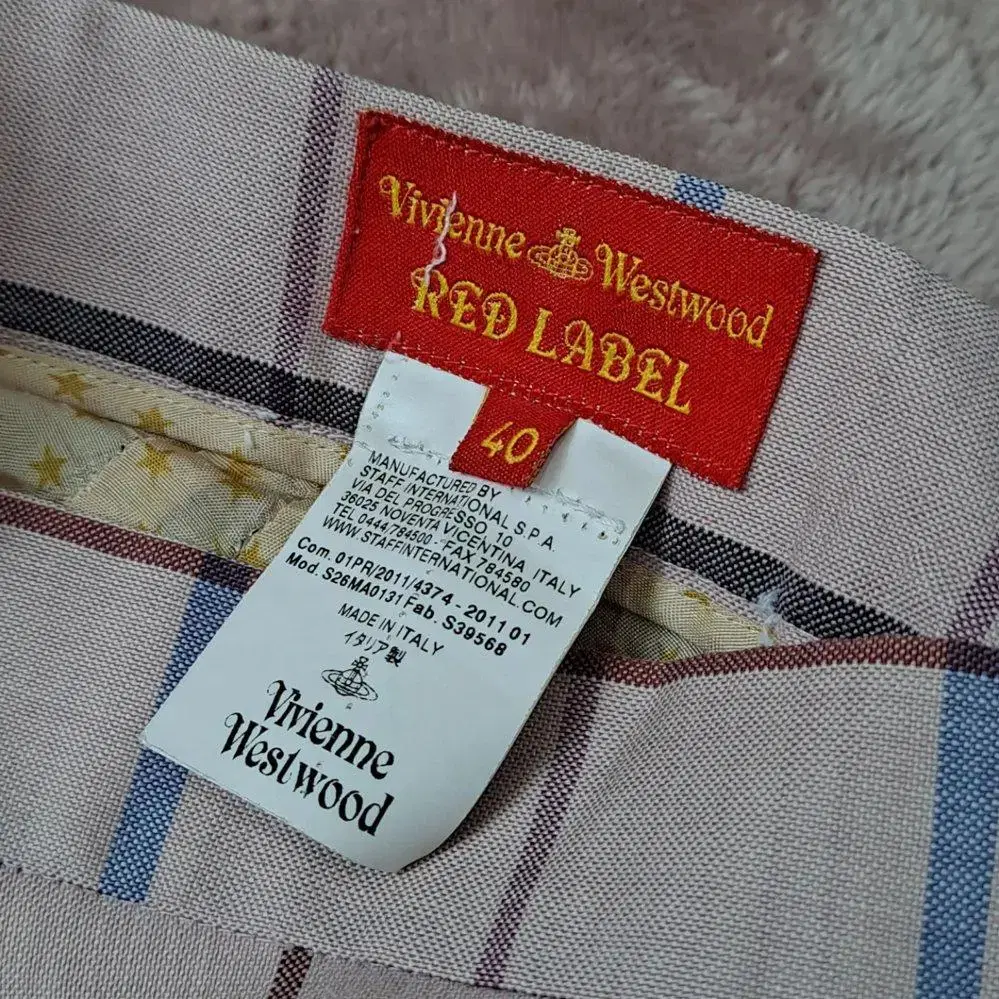 Vivienne Westwood
RED LABEL
40
MANUFACTURED BY
STAFF INTERNATIONAL S.P.A.
VIA DEL PROGRESSO, 10
36025 NOVENTA VICENTINA ITALY
TEL 0444/784500 - FAX 784580
WWW.STAFFINTERNATIONAL.COM
Com. 01PR/2011/4374 - 2011 01
Mod. S26MA0131 Fab. S39568
MADE IN ITALY
イタリア製
Vivienne
Westwood